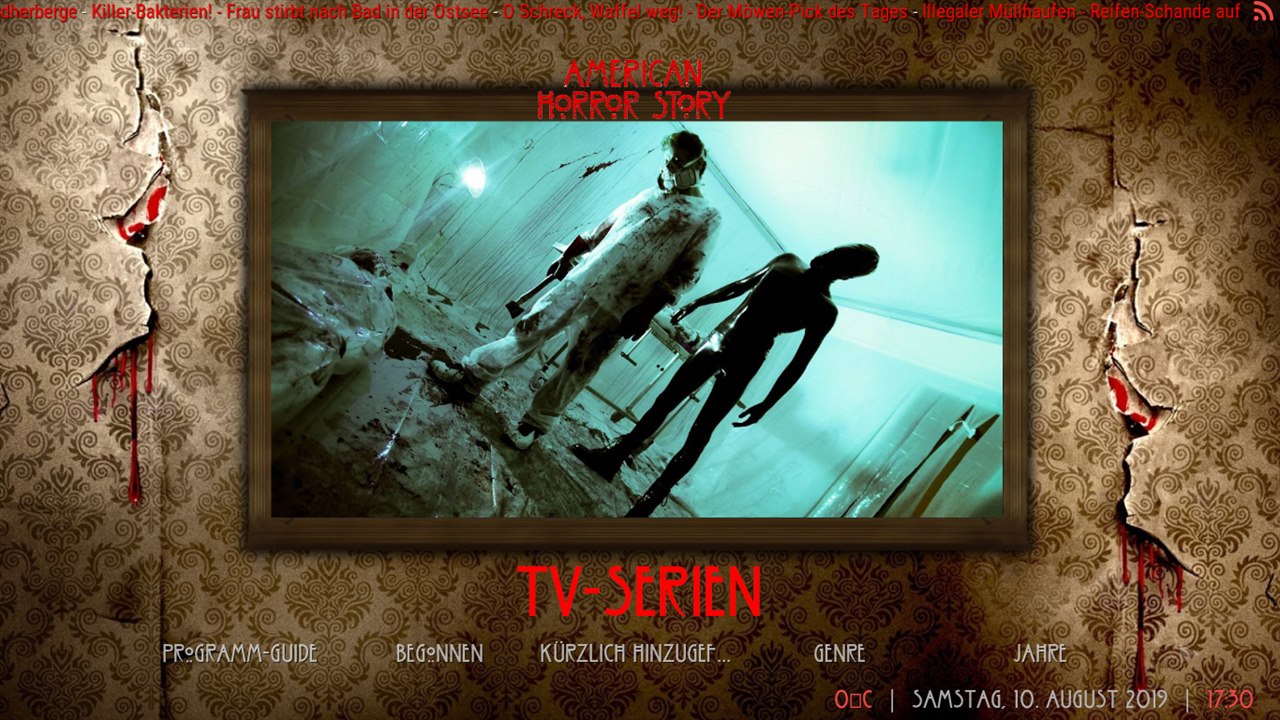 dherberge - Killer-Bakterien! - Frau stirbt nach Bad in der Ostsee - O Schreck, Waffel weg! - Der Möwen-Pick des Tages - Illegaler Müllhaufen - Reifen-Schande auf
AMERICAN
HORROR STORY
TV-SERIEN
PROGRAMM-GUIDE BEGONNEN KÜRZLICH HINZUGEF... GENRE JAHRE
0□C | SAMSTAG, 10. AUGUST 2019 | 17:30